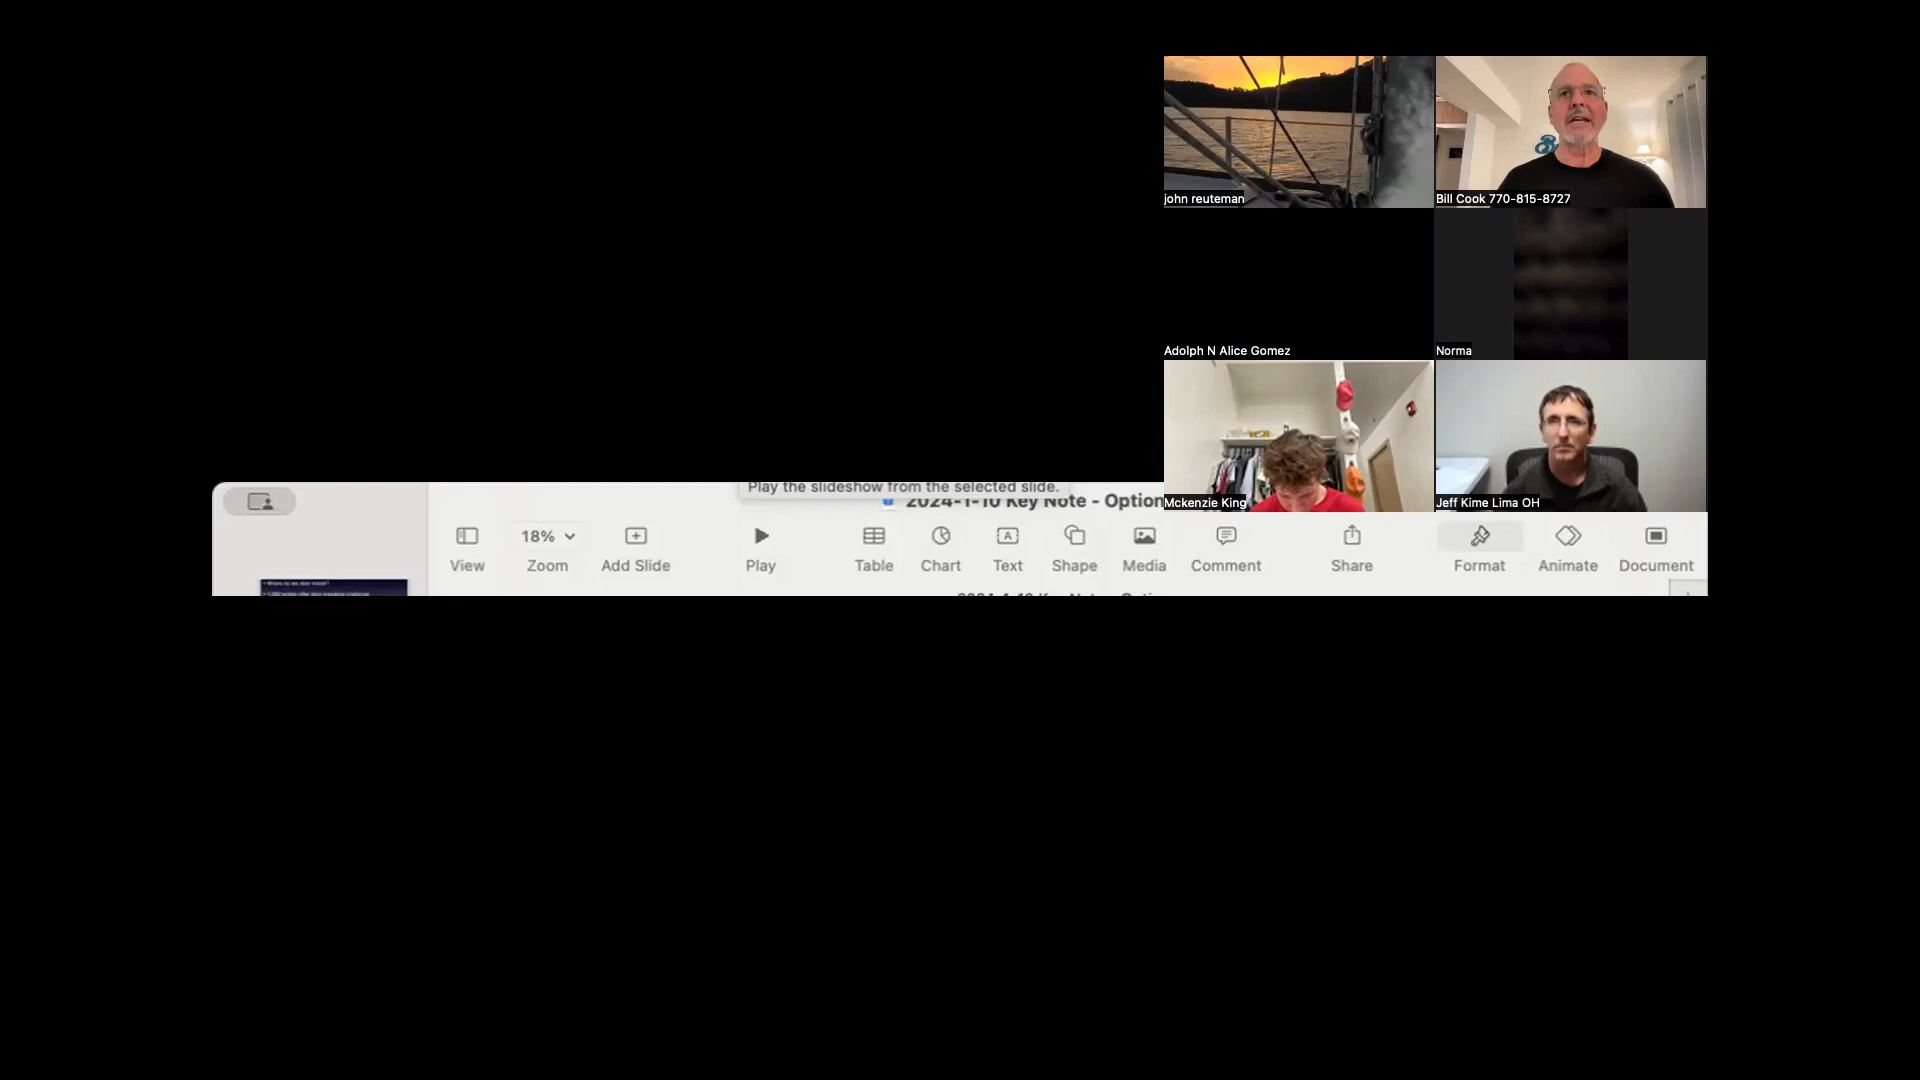 john reuteman
Bill Cook 770-815-8727
Adolph N Alice Gomez
Norma
Mckenzie King
Jeff Kime Lima OH
Play the slideshow from the selected slide.
2024-1-10 Key Note - Option
18%
View
Zoom
Add Slide
Play
Table
Chart
Text
Shape
Media
Comment
Share
Format
Animate
Document